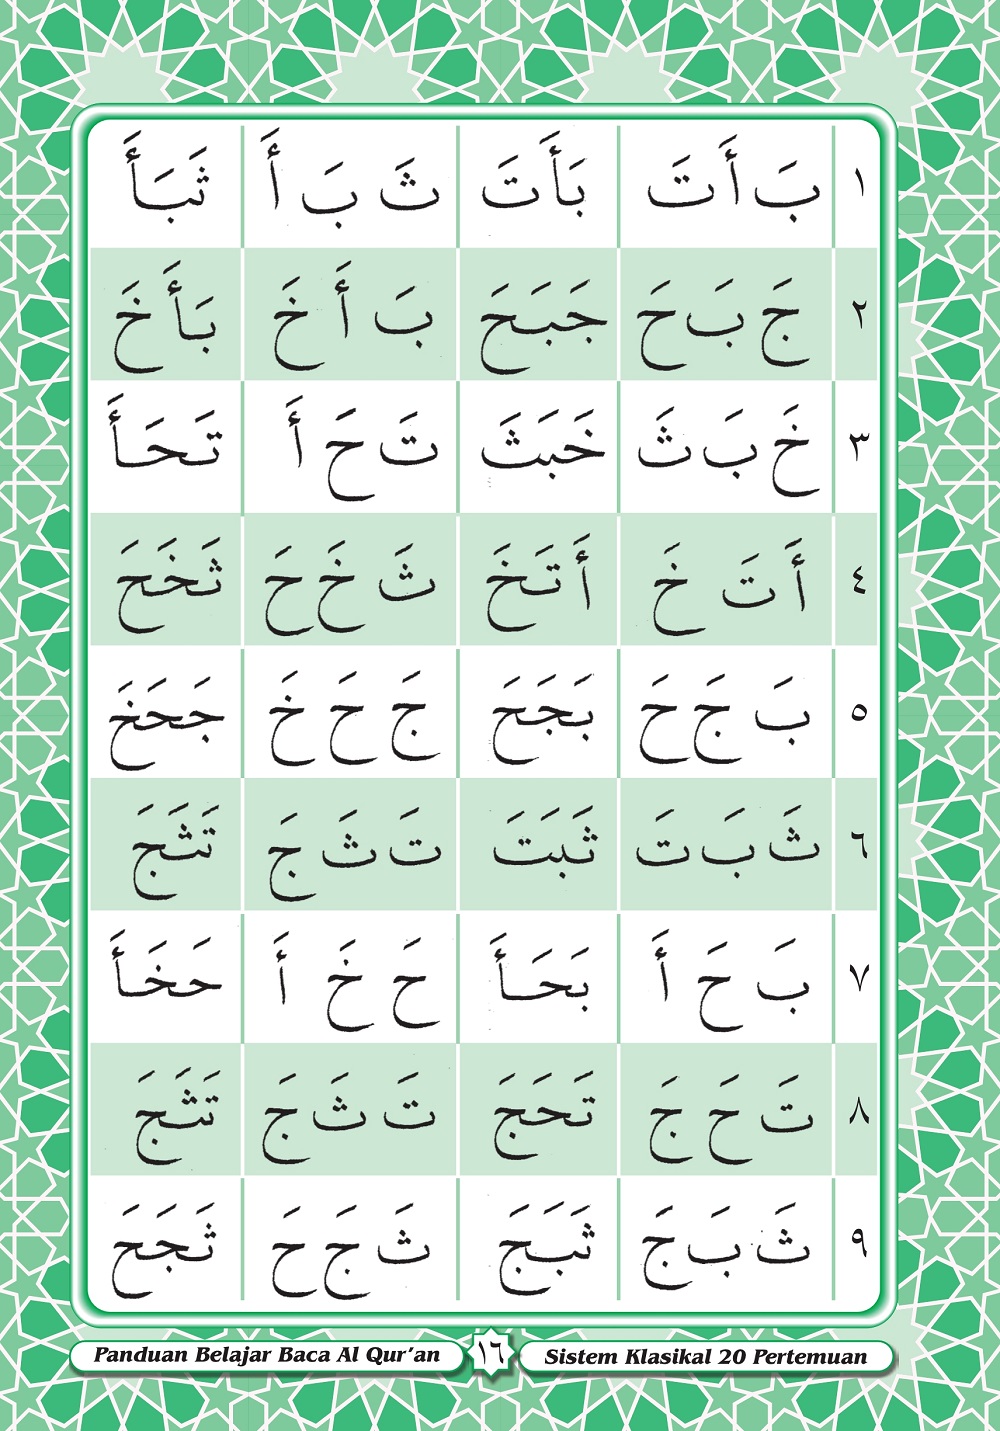 ١ بَ أَ تَ بَأَتَ ثَ بَ أَ ثَبَأَ
٢ جَ بَ حَ جَبَحَ بَ أَ خَ بَأَخَ
٣ خَ بَ ثَ خَبَثَ تَ حَ أَ تَحَأَ
٤ أَ تَ خَ أَتَخَ ثَ خَ حَ ثَخَحَ
٥ بَ جَ حَ بَجَحَ جَ حَ خَ جَحَخَ
٦ ثَ بَ تَ ثَبَتَ تَ ثَ جَ تَثَجَ
٧ بَ حَ أَ بَحَأَ حَ خَ أَ حَخَأَ
٨ تَ حَ جَ تَحَجَ تَ ثَ جَ تَثَجَ
٩ ثَ بَ جَ ثَبَجَ ثَ جَ حَ ثَجَحَ
Panduan Belajar Baca Al Qur'an ١٦ Sistem Klasikal 20 Pertemuan